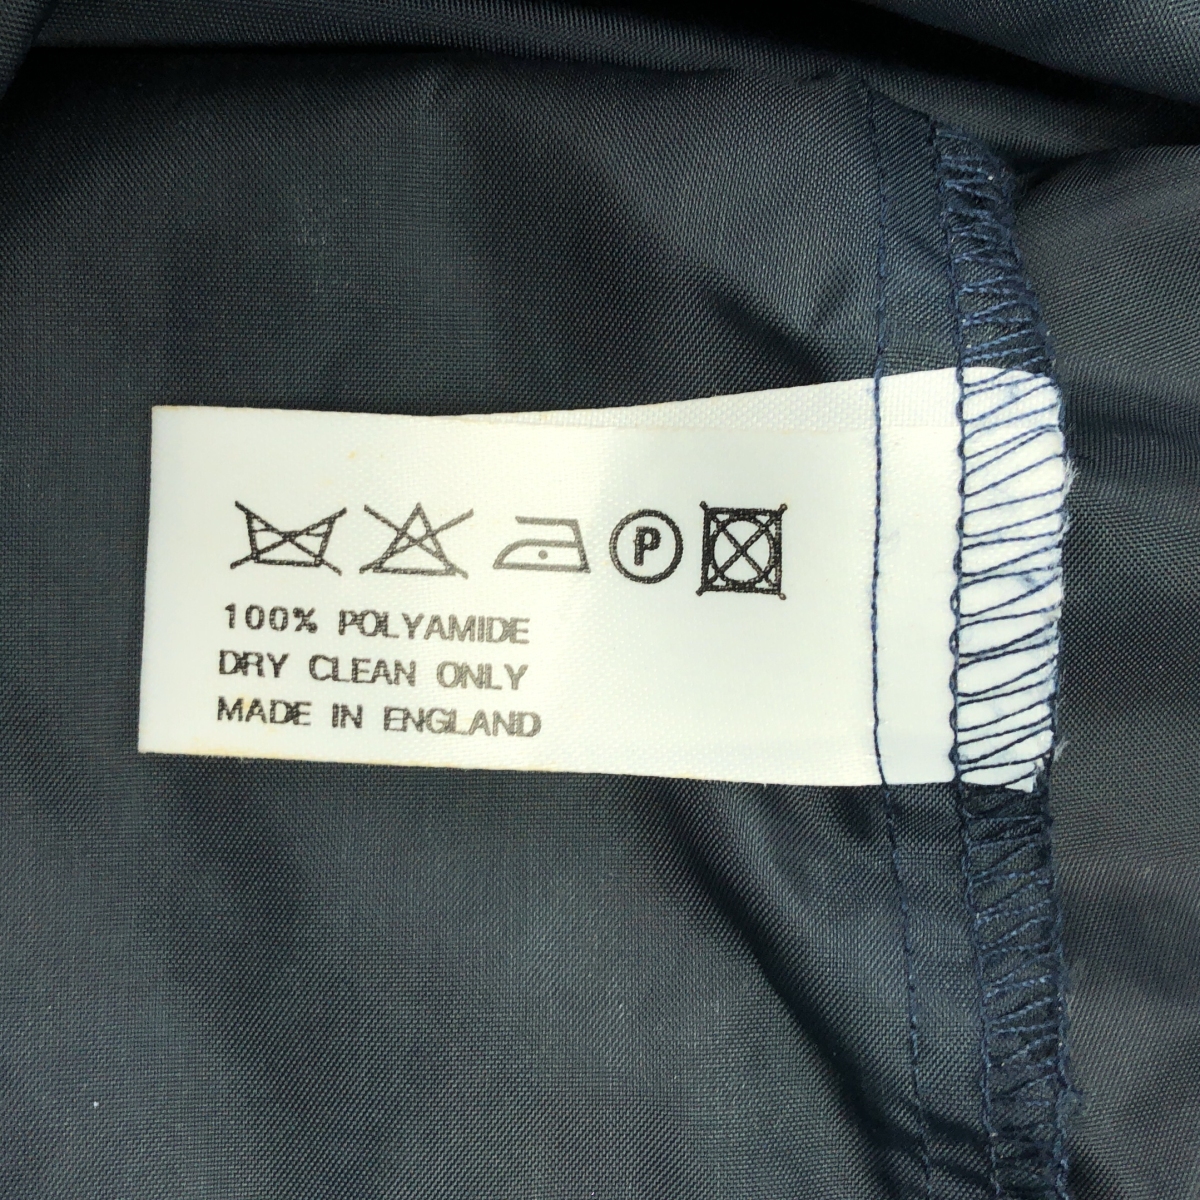 P
100% POLYAMIDE
DRY CLEAN ONLY
MADE IN ENGLAND